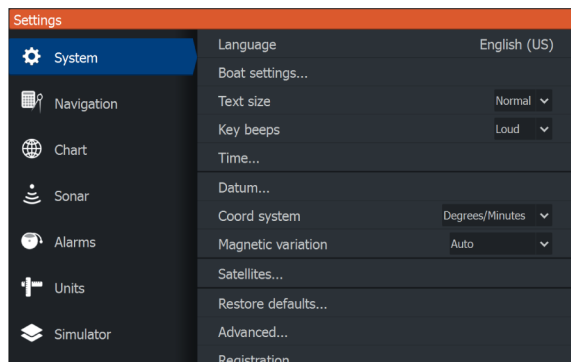 Settings
System
Navigation
Chart
Sonar
Alarms
Units
Simulator
Language English (US)
Boat settings...
Text size Normal
Key beeps Loud
Time...
Datum...
Coord system Degrees/Minutes
Magnetic variation Auto
Satellites...
Restore defaults...
Advanced...
Registration